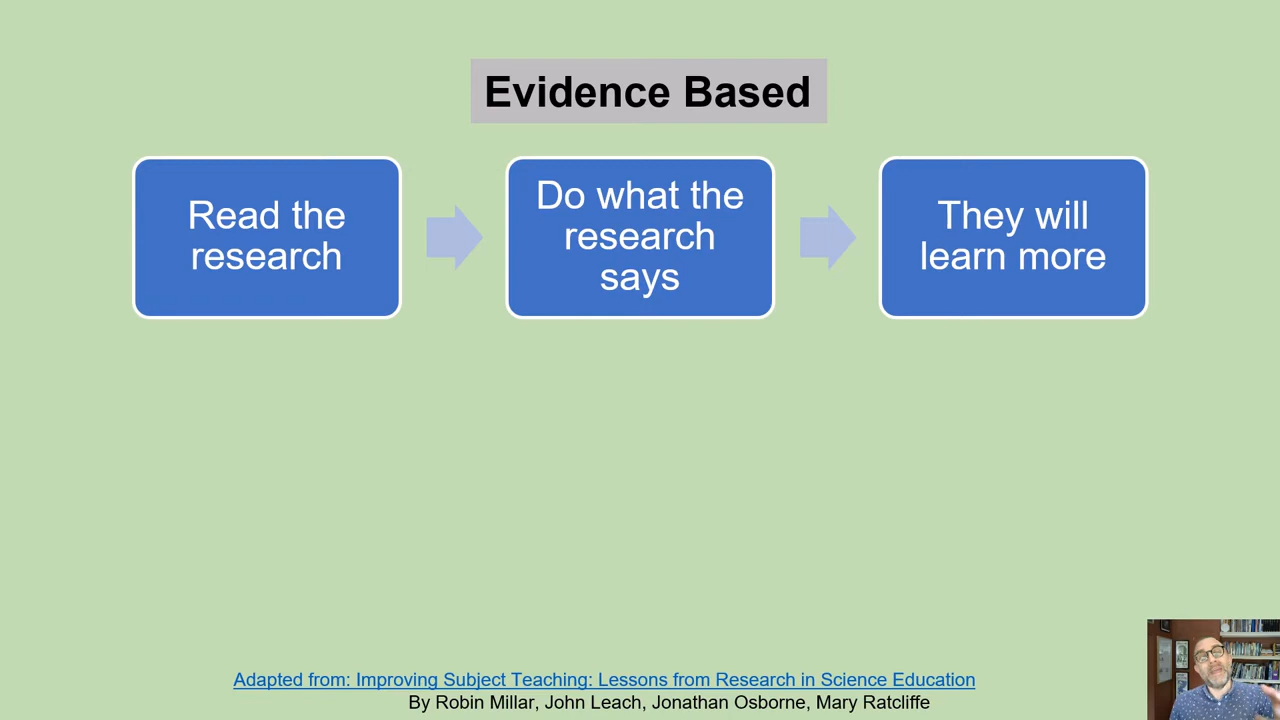 Evidence Based
Read the
research
Do what the
research
says
They will
learn more
Adapted from: Improving Subject Teaching: Lessons from Research in Science Education
By Robin Millar, John Leach, Jonathan Osborne, Mary Ratcliffe